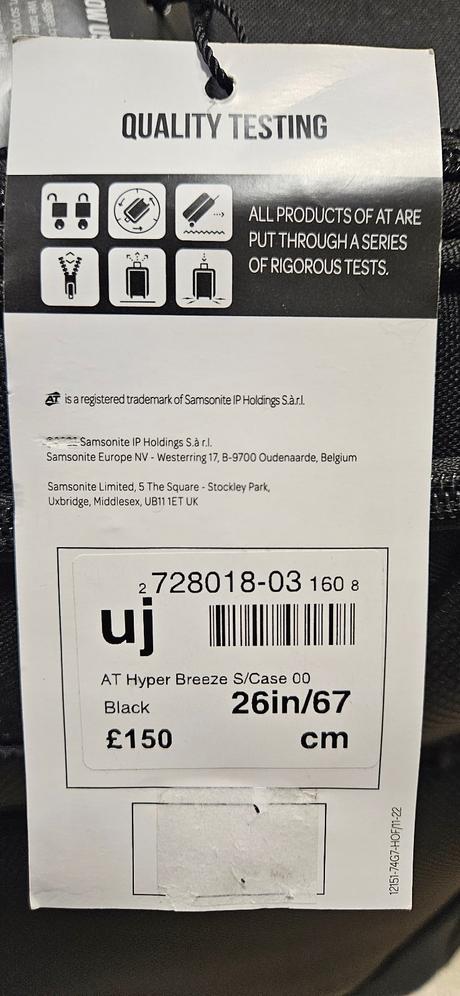 QUALITY TESTING
ALL PRODUCTS OF AT ARE
PUT THROUGH A SERIES
OF RIGOROUS TESTS.
AT is a registered trademark of Samsonite IP Holdings S.à.r.l.
Samsonite IP Holdings S.à r.l.
Samsonite Europe NV - Westerring 17, B-9700 Oudenaarde, Belgium
Samsonite Limited, 5 The Square - Stockley Park,
Uxbridge, Middlesex, UB11 1ET UK
2 728018-03 160 8
uj
AT Hyper Breeze S/Case 00
Black 26in/67
£150 cm
12151-74G7-HOF/11-22